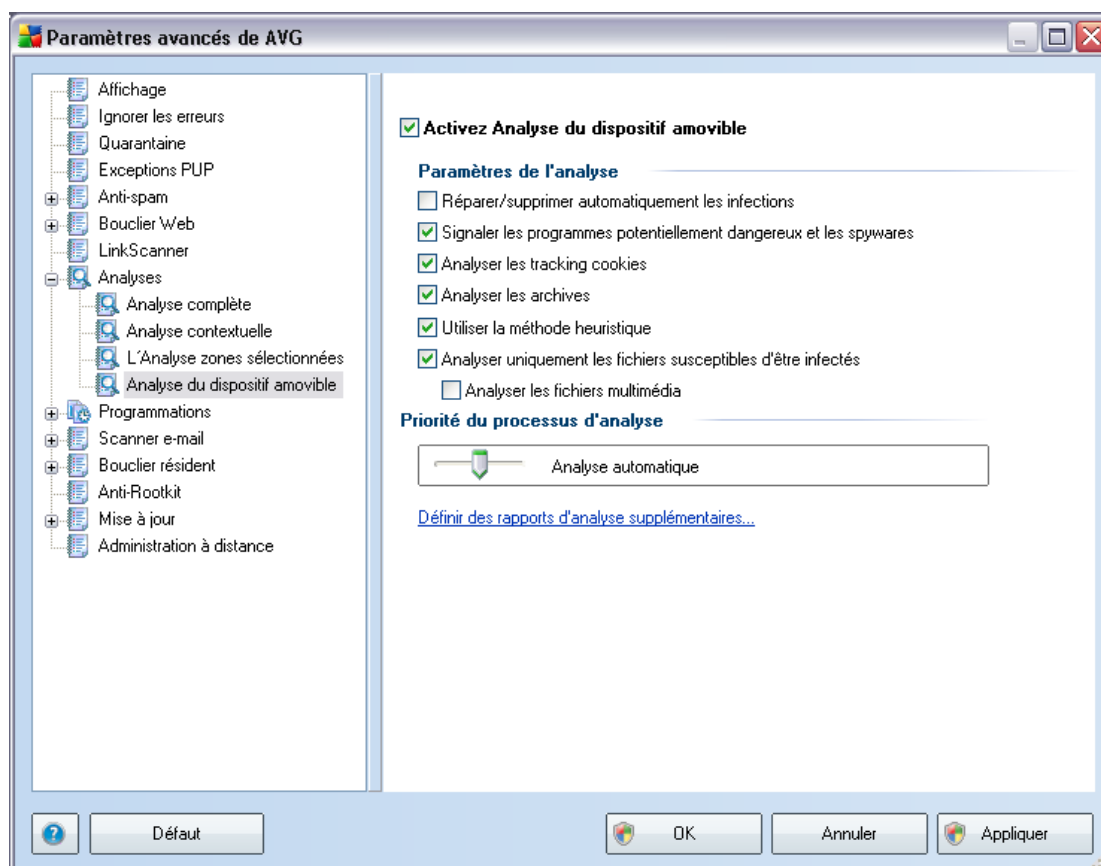 Paramètres avancés de AVG
Affichage
Ignorer les erreurs
Quarantaine
Exceptions PUP
Anti-spam
Bouclier Web
LinkScanner
Analyses
Analyse complète
Analyse contextuelle
L´Analyse zones sélectionnées
Analyse du dispositif amovible
Programmations
Scanner e-mail
Bouclier résident
Anti-Rootkit
Mise à jour
Administration à distance
Activez Analyse du dispositif amovible
Paramètres de l'analyse
Réparer/supprimer automatiquement les infections
Signaler les programmes potentiellement dangereux et les spywares
Analyser les tracking cookies
Analyser les archives
Utiliser la méthode heuristique
Analyser uniquement les fichiers susceptibles d'être infectés
Analyser les fichiers multimédia
Priorité du processus d'analyse
Analyse automatique
Définir des rapports d'analyse supplémentaires...
? Défaut OK Annuler Appliquer